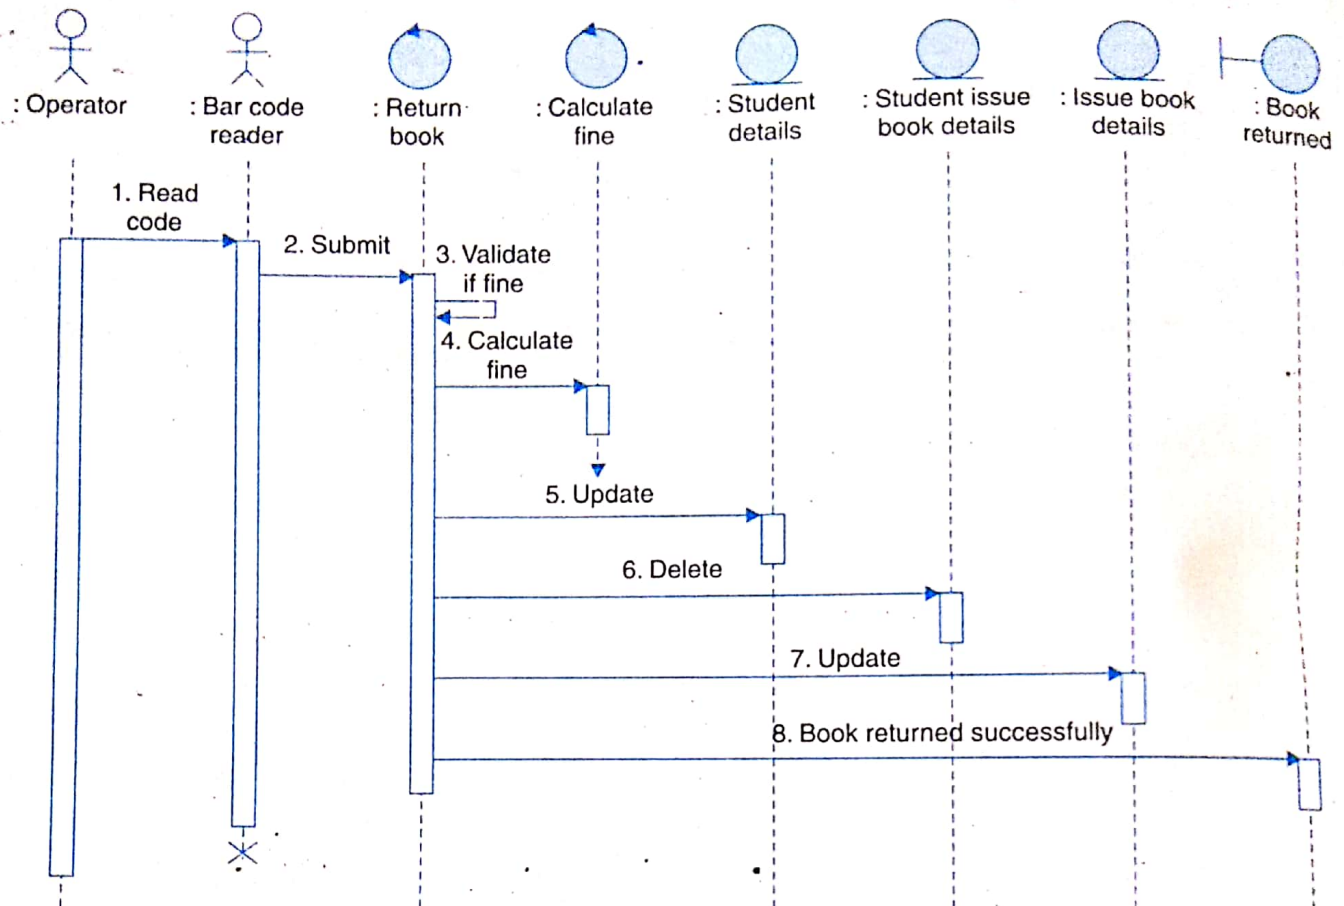 : Operator
: Bar code
reader
: Return
book
: Calculate
fine
: Student
details
: Student issue
book details
: Issue book
details
: Book
returned
1. Read
code
2. Submit
3. Validate
if fine
4. Calculate
fine
5. Update
6. Delete
7. Update
8. Book returned successfully